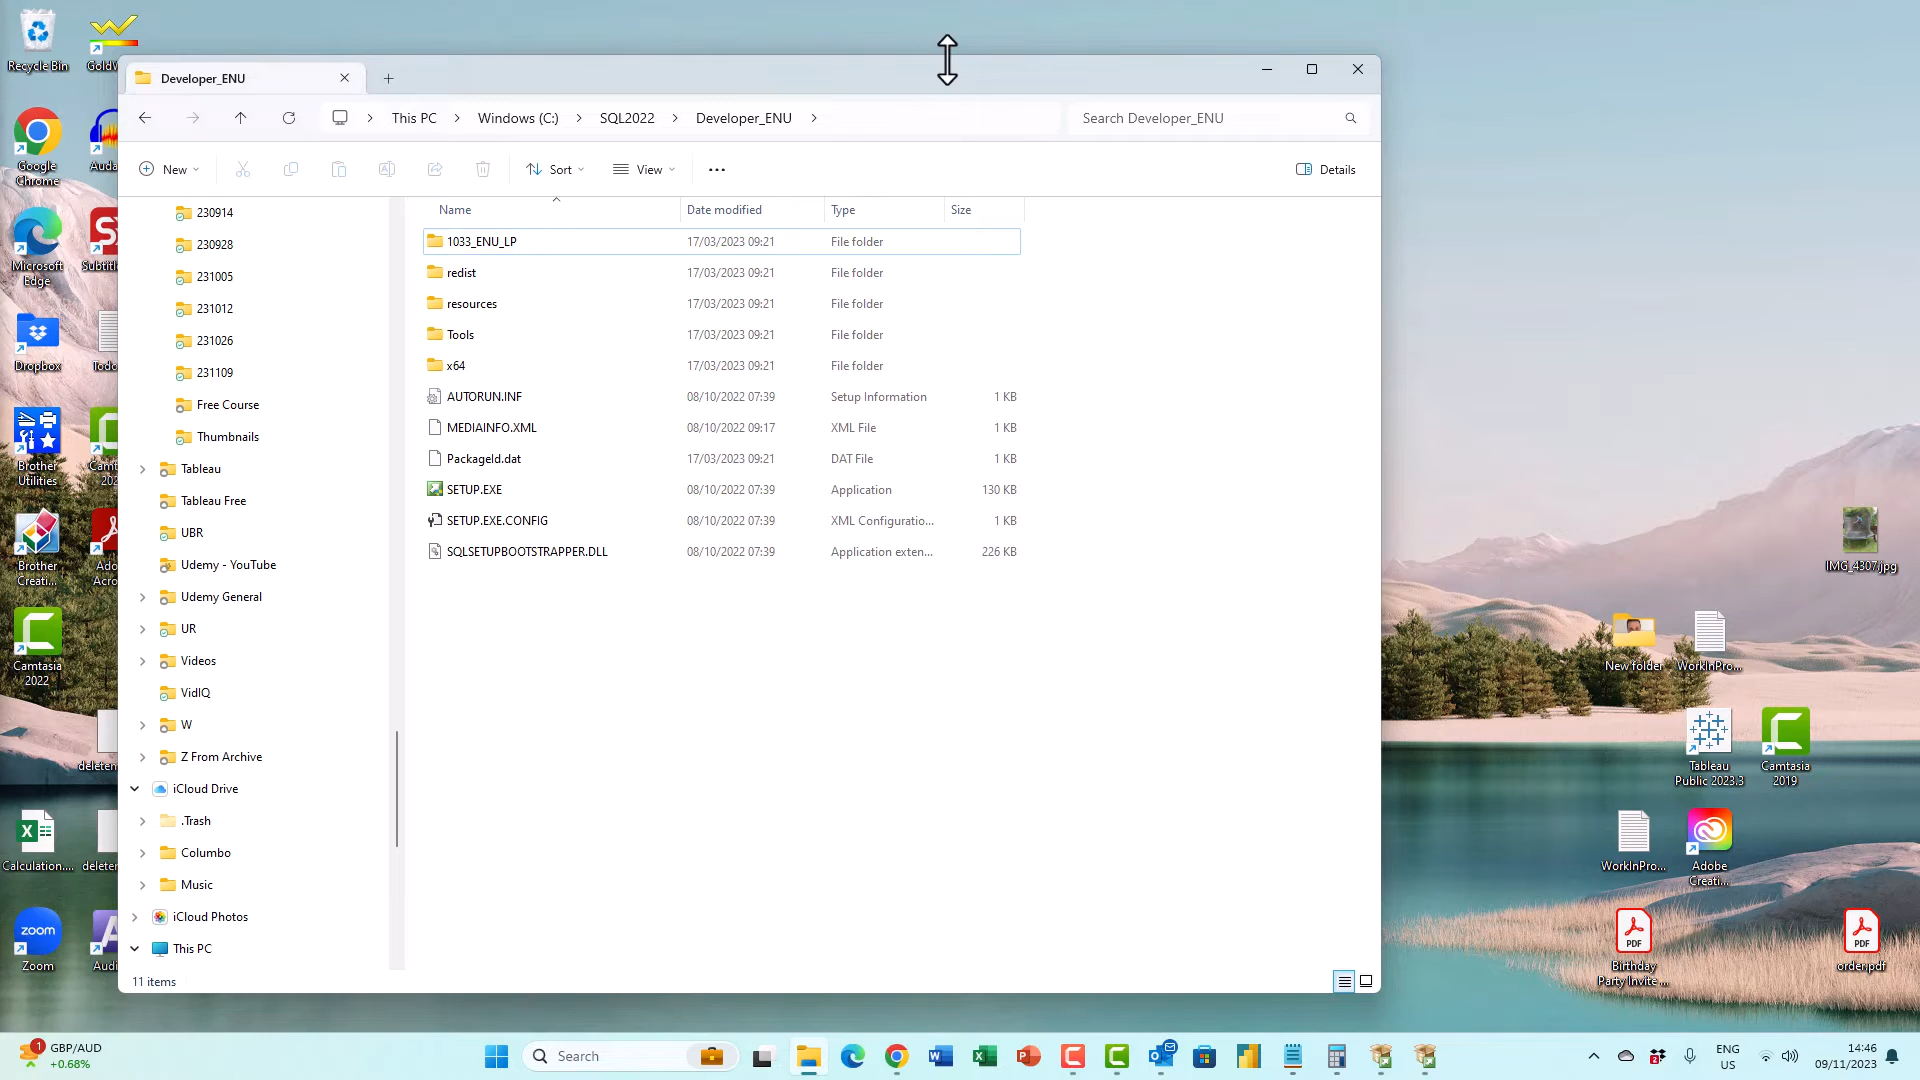 Recycle Bin
Google
Chrome
Microsoft
Edge
Dropbox
Brother
Utilities
Brother
Creati...
Camtasia
2022
Calculation....
Zoom
zoom
Developer_ENU
This PC
Windows (C:)
SQL2022
Developer_ENU
Search Developer_ENU
New
Sort
View
Details
230914
230928
231005
231012
231026
231109
Free Course
Thumbnails
Tableau
Tableau Free
UBR
Udemy - YouTube
Udemy General
UR
Videos
VidIQ
W
Z From Archive
iCloud Drive
.Trash
Columbo
Music
iCloud Photos
This PC
Name Date modified Type Size
1033_ENU_LP 17/03/2023 09:21 File folder
redist 17/03/2023 09:21 File folder
resources 17/03/2023 09:21 File folder
Tools 17/03/2023 09:21 File folder
x64 17/03/2023 09:21 File folder
AUTORUN.INF 08/10/2022 07:39 Setup Information 1 KB
MEDIAINFO.XML 08/10/2022 09:17 XML File 1 KB
PackageId.dat 17/03/2023 09:21 DAT File 1 KB
SETUP.EXE 08/10/2022 07:39 Application 130 KB
SETUP.EXE.CONFIG 08/10/2022 07:39 XML Configuratio... 1 KB
SQLSETUPBOOTSTRAPPER.DLL 08/10/2022 07:39 Application exten... 226 KB
11 items
IMG_4307.jpg
New folder
WorkInPro...
Tableau
Public 2023.3
Camtasia
2019
WorkInPro...
Adobe
Creati...
PDF
Birthday
Party Invite ...
PDF
order.pdf
1
GBP/AUD
+0.68%
Search
2
ENG
US
14:46
09/11/2023